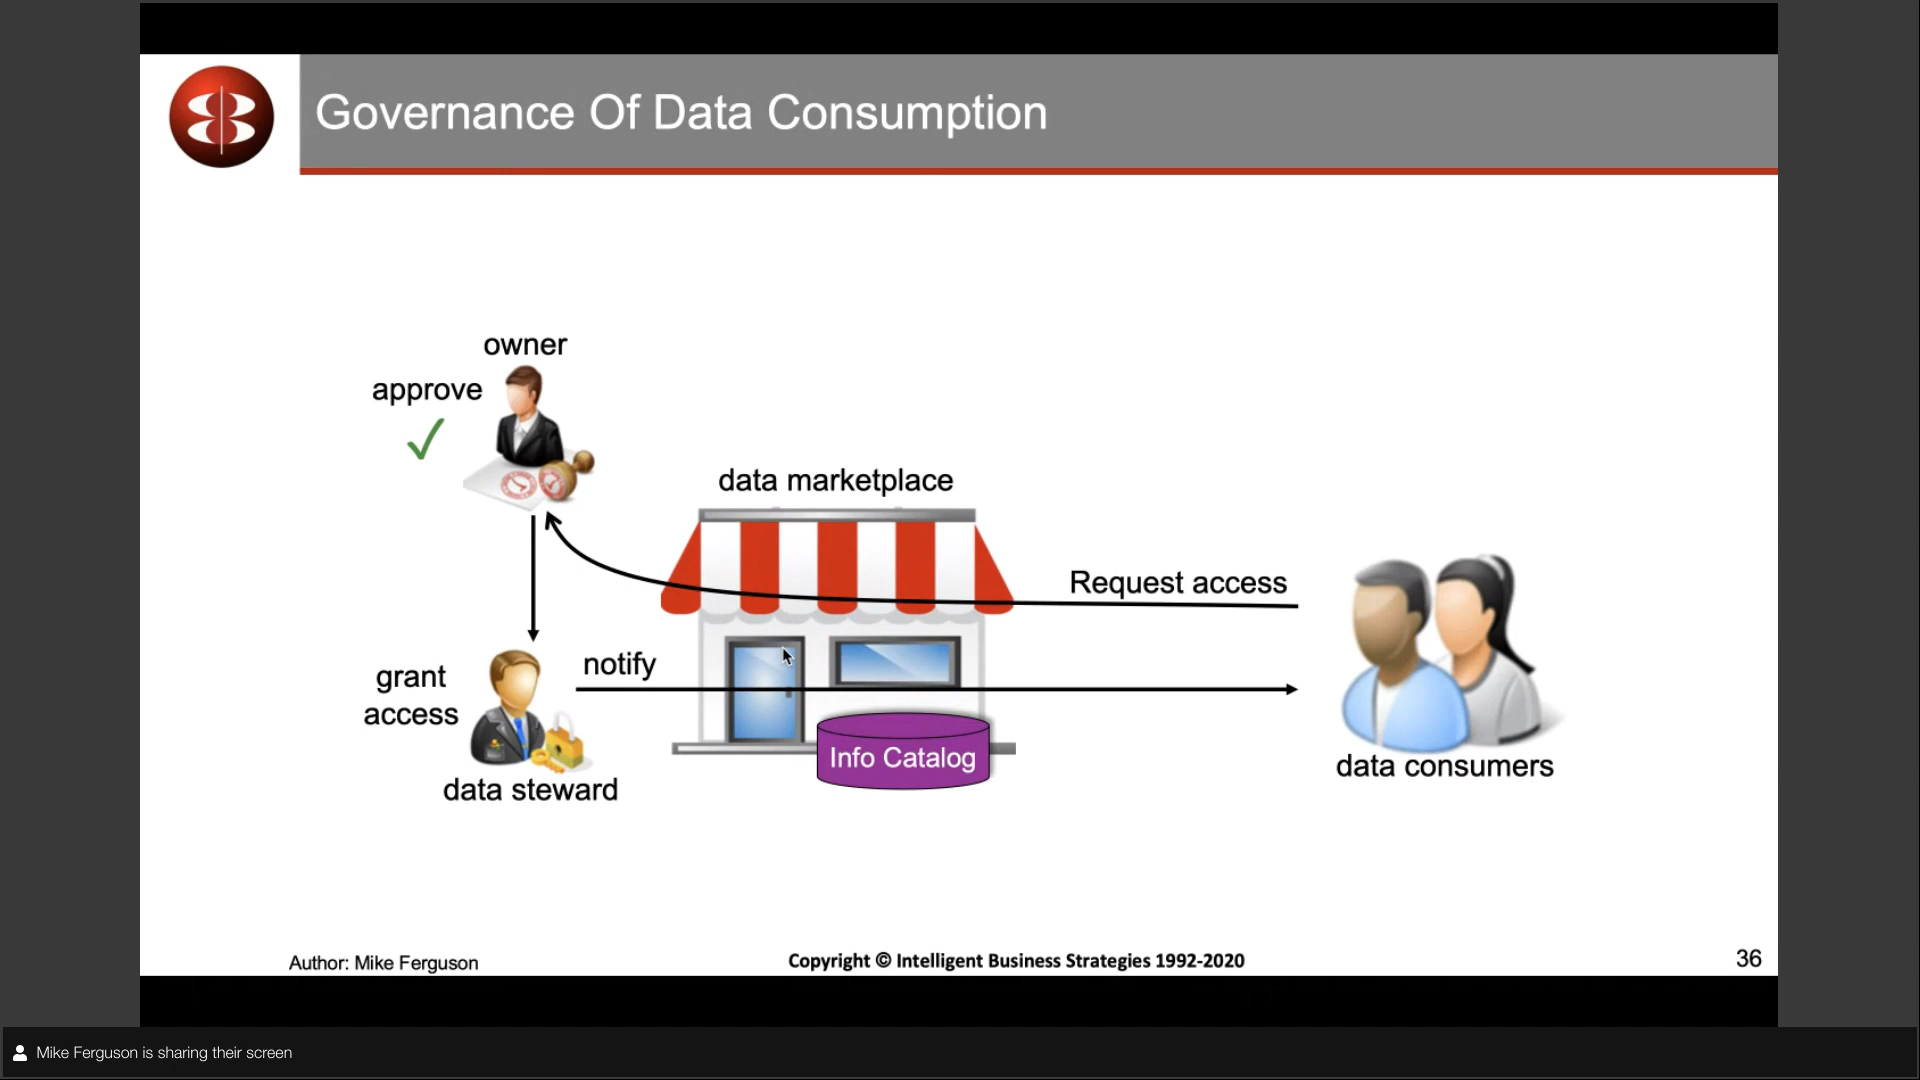 Governance Of Data Consumption
owner
approve
data marketplace
Request access
notify
grant
access
Info Catalog
data steward
data consumers
Author: Mike Ferguson
Copyright © Intelligent Business Strategies 1992-2020
36
Mike Ferguson is sharing their screen